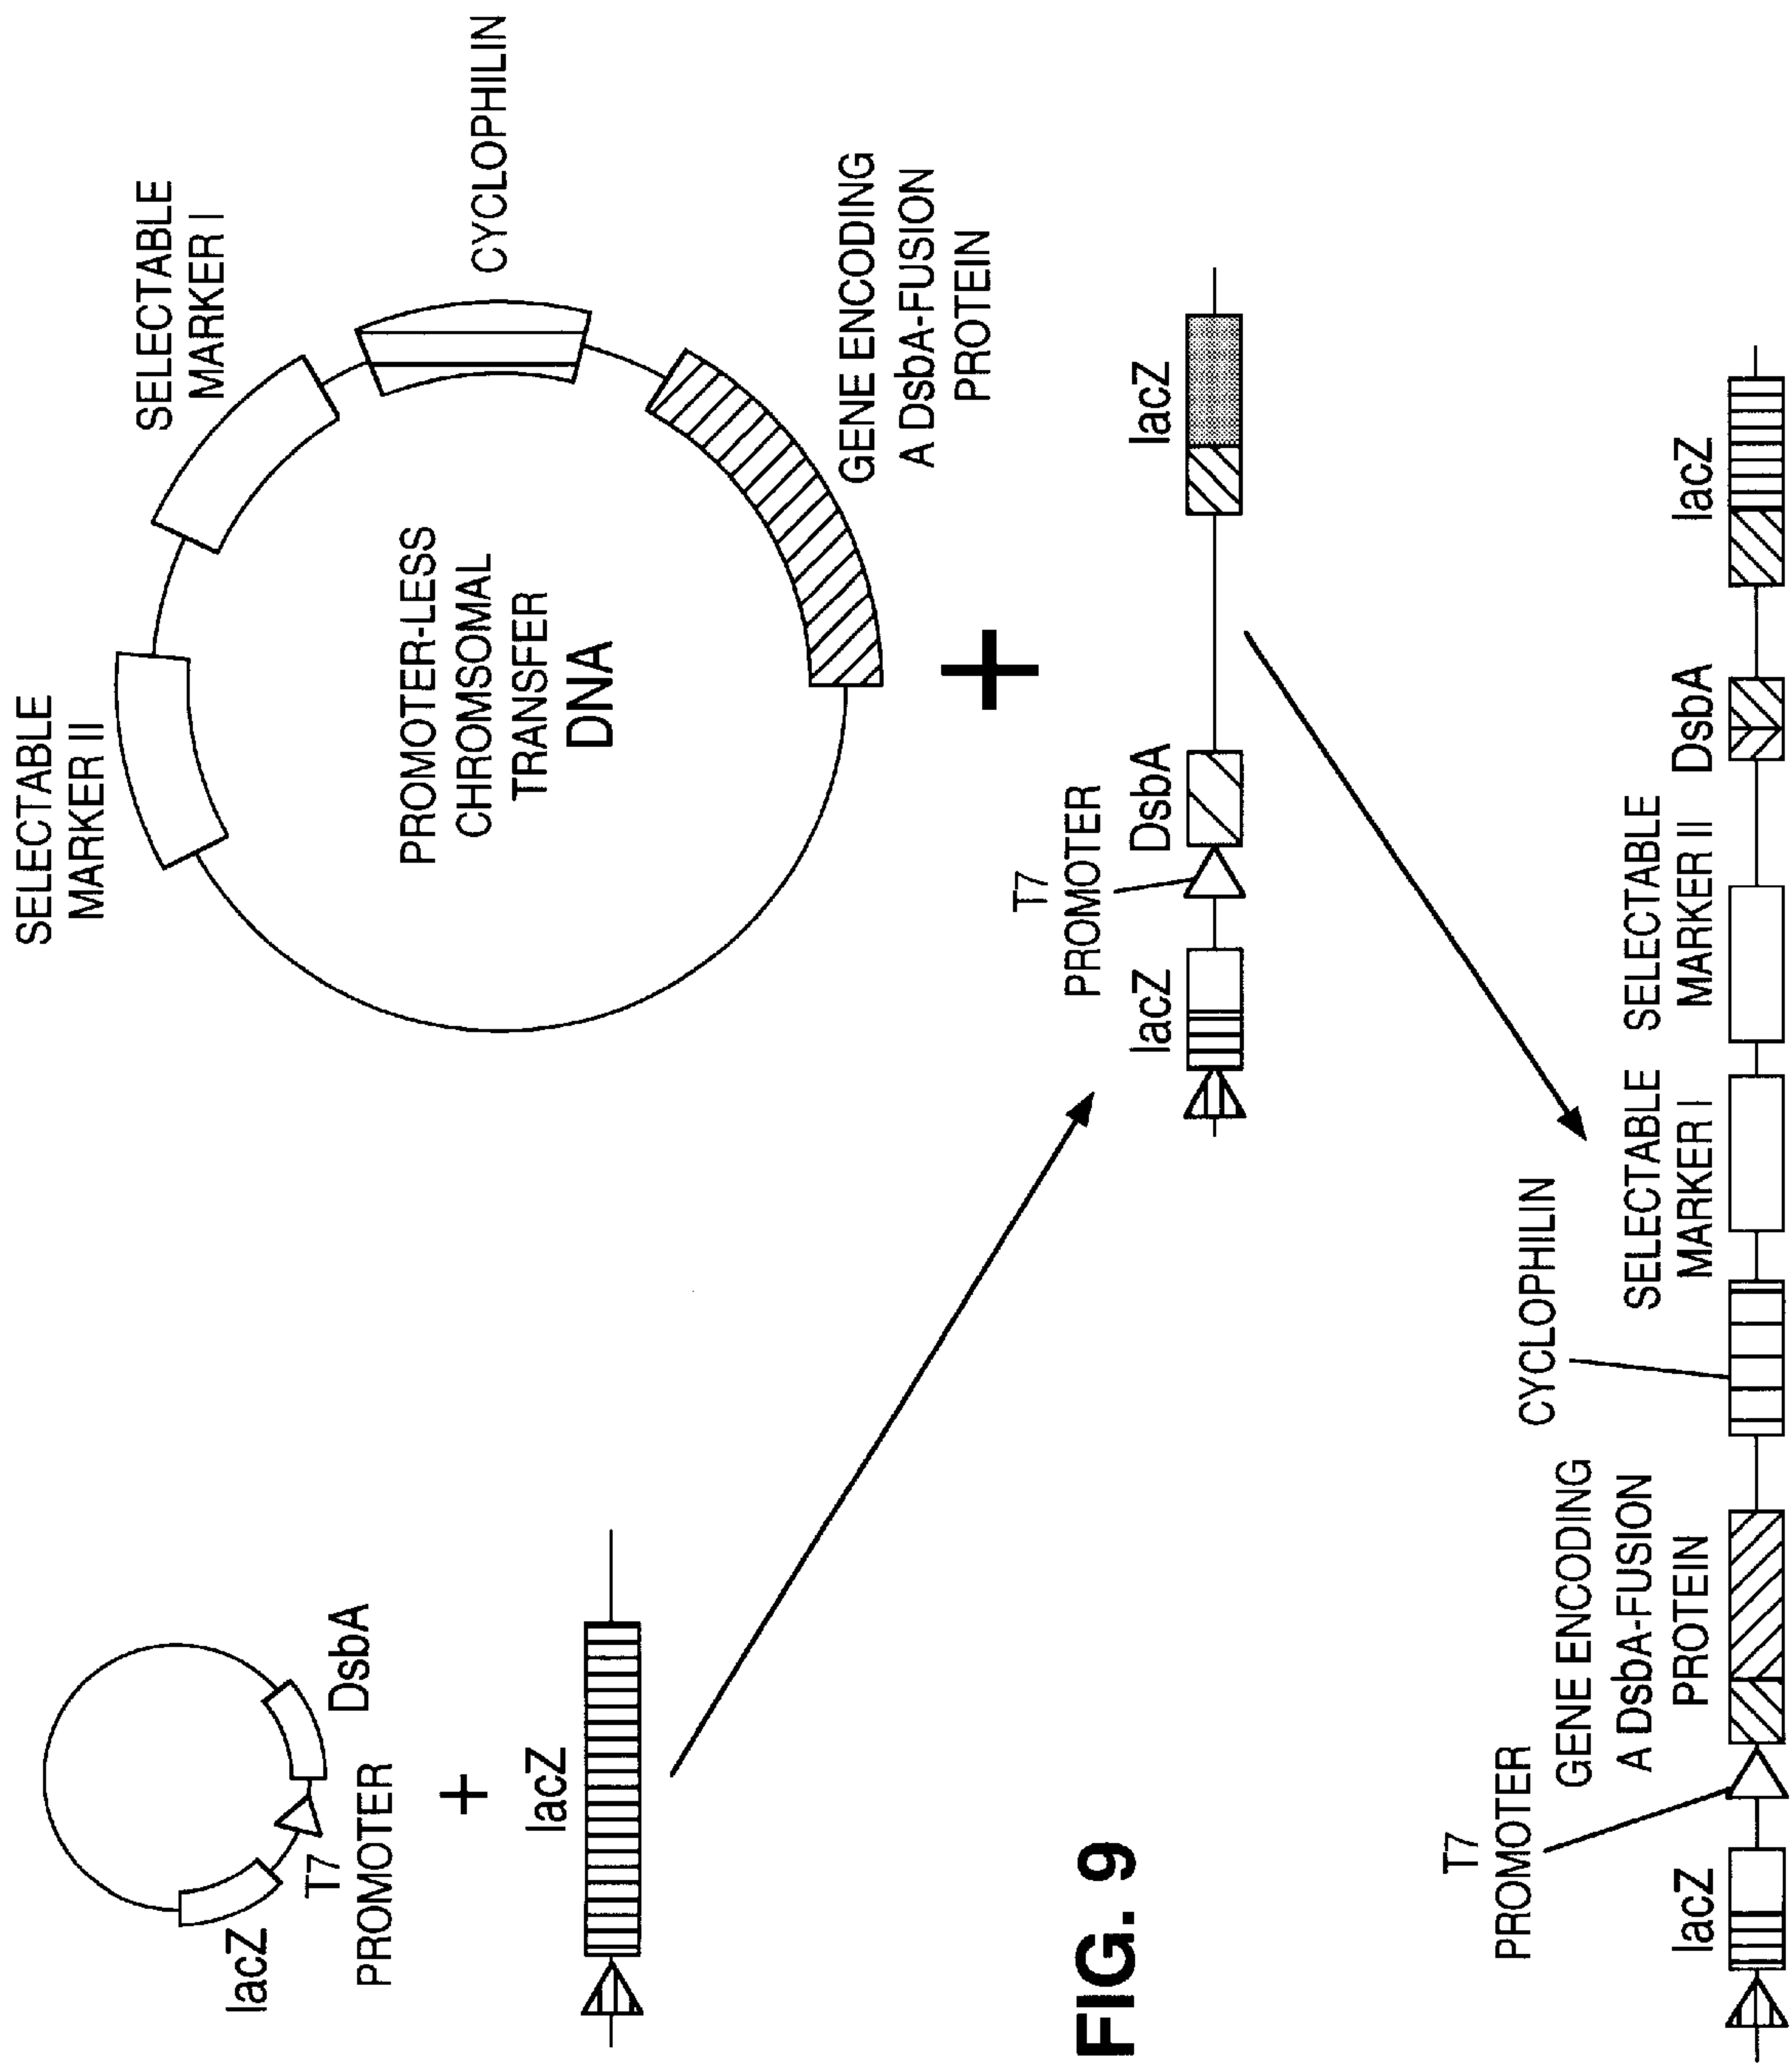 lacZ
T7
PROMOTER
DsbA
+
lacZ
SELECTABLE
MARKER II
SELECTABLE
MARKER I
CYCLOPHILIN
PROMOTER-LESS
CHROMSOMAL
TRANSFER
DNA
GENE ENCODING
A DsbA-FUSION
PROTEIN
+
lacZ
T7
PROMOTER
DsbA
lacZ
FIG. 9
lacZ
T7
PROMOTER
GENE ENCODING
A DsbA-FUSION
PROTEIN
CYCLOPHILIN
SELECTABLE
MARKER I
SELECTABLE
MARKER II
DsbA
lacZ